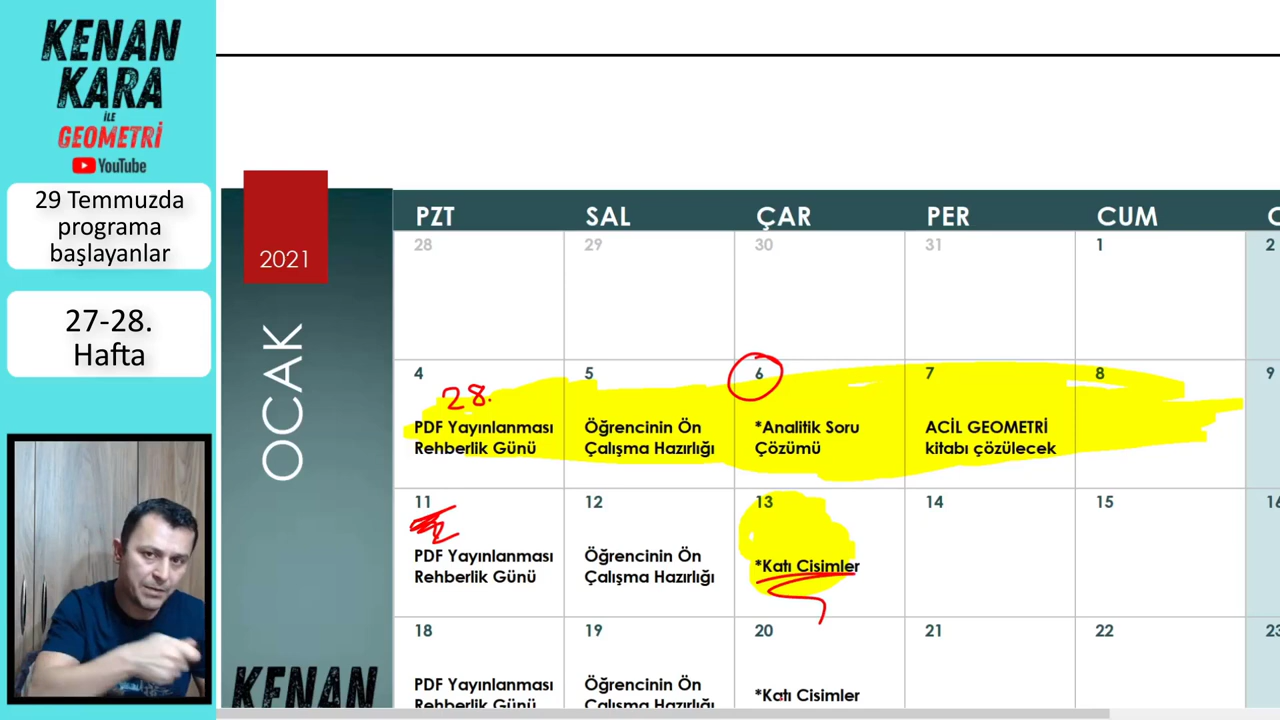 KENAN
KARA
İLE
GEOMETRİ
YouTube
29 Temmuzda
programa
başlayanlar
27-28.
Hafta
2021
OCAK
KENAN
PZT SAL ÇAR PER CUM C
28 29 30 31 1 2
4 5 6 7 8 9
28.
PDF Yayınlanması
Rehberlik Günü
Öğrencinin Ön
Çalışma Hazırlığı
*Analitik Soru
Çözümü
ACİL GEOMETRİ
kitabı çözülecek
11 12 13 14 15 16
PDF Yayınlanması
Rehberlik Günü
Öğrencinin Ön
Çalışma Hazırlığı
*Katı Cisimler
18 19 20 21 22 23
PDF Yayınlanması
Rehberlik Günü
Öğrencinin Ön
Çalışma Hazırlığı
*Katı Cisimler